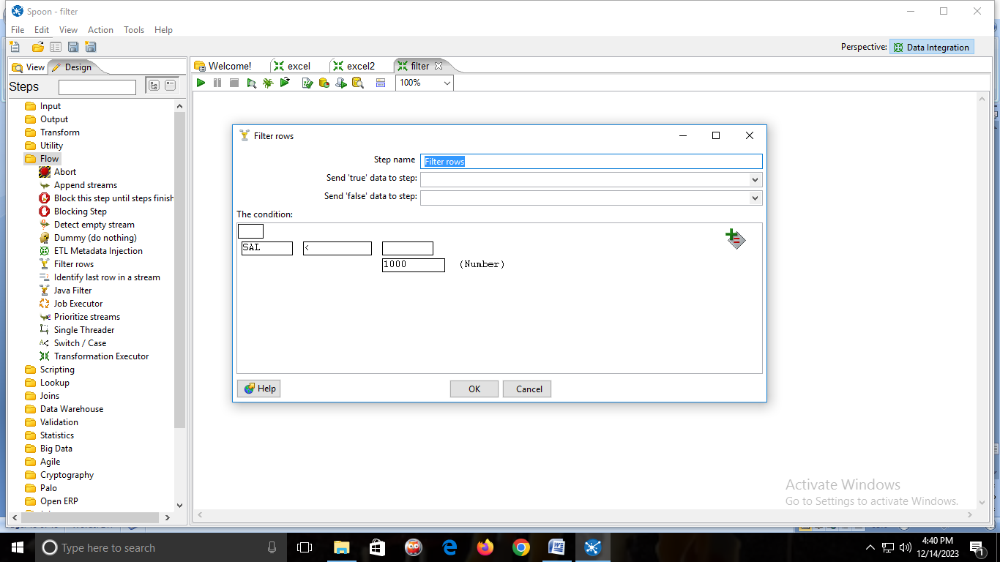 Spoon - filter
File Edit View Action Tools Help
Perspective: Data Integration
View Design
Welcome! excel excel2 filter
Steps
100%
Input
Output
Transform
Utility
Flow
Abort
Append streams
Block this step until steps finish
Blocking Step
Detect empty stream
Dummy (do nothing)
ETL Metadata Injection
Filter rows
Identify last row in a stream
Java Filter
Job Executor
Prioritize streams
Single Threader
Switch / Case
Transformation Executor
Scripting
Lookup
Joins
Data Warehouse
Validation
Statistics
Big Data
Agile
Cryptography
Palo
Open ERP
Filter rows
Step name Filter rows
Send 'true' data to step:
Send 'false' data to step:
The condition:
SAL <
1000 (Number)
Help OK Cancel
Activate Windows
Go to Settings to activate Windows.
Type here to search
4:40 PM
12/14/2023
1